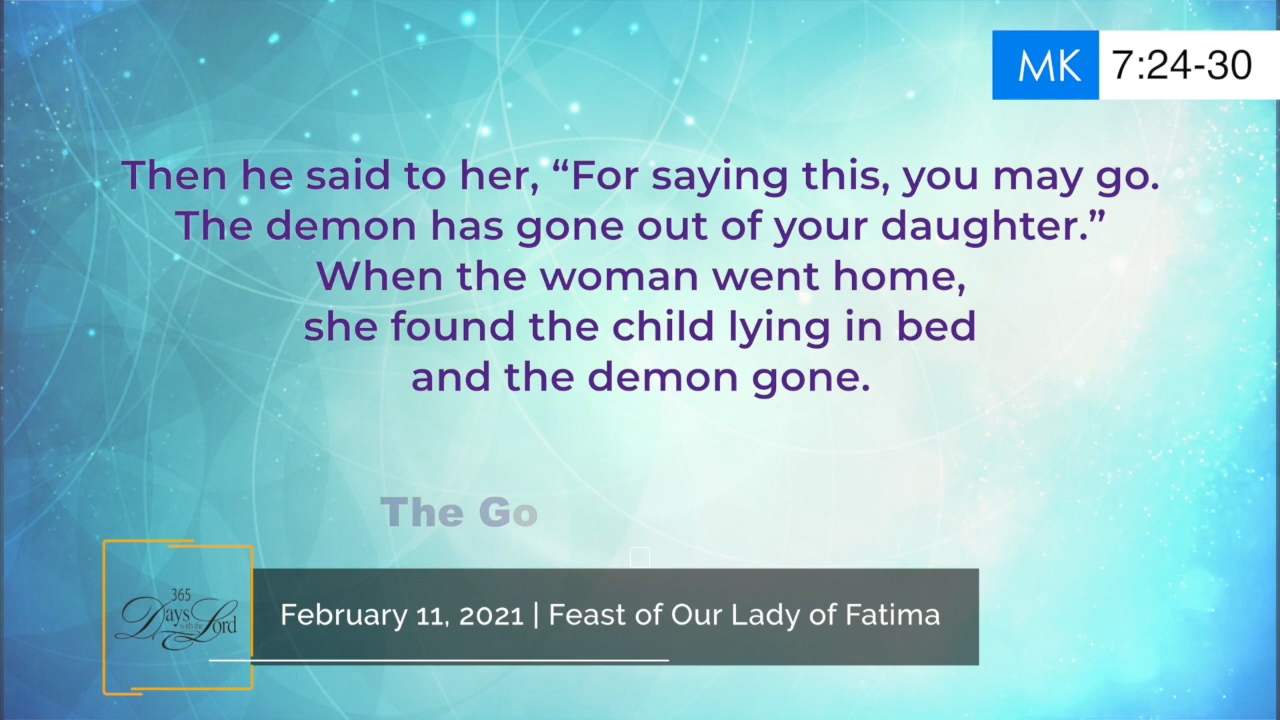 MK 7:24-30
Then he said to her, “For saying this, you may go.
The demon has gone out of your daughter.”
When the woman went home,
she found the child lying in bed
and the demon gone.
The Go
365
Days with the Lord
February 11, 2021 | Feast of Our Lady of Fatima